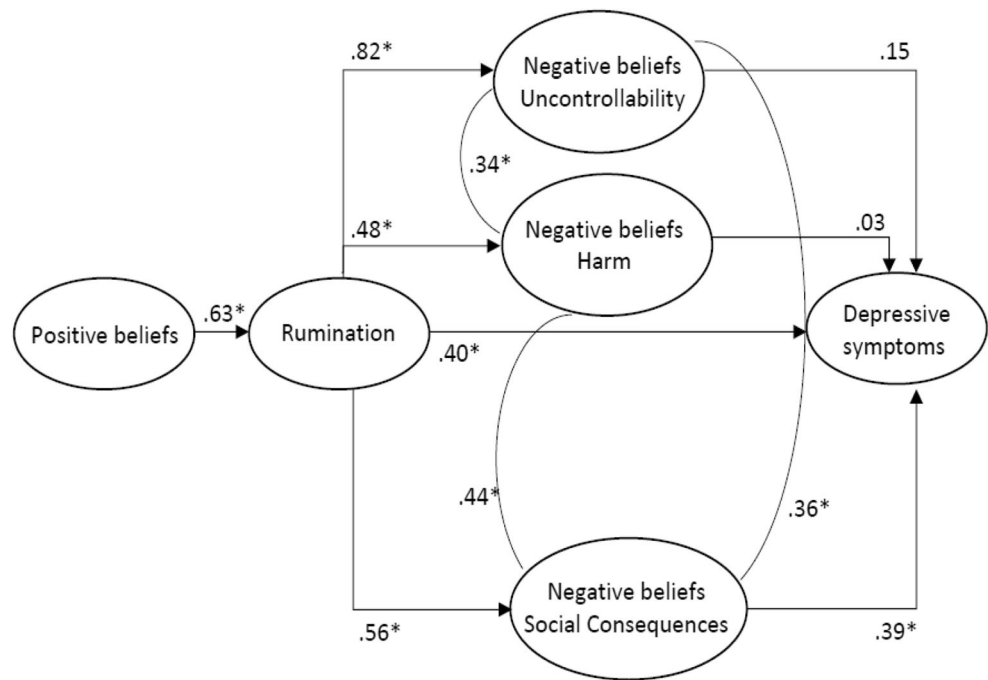 .82*
Negative beliefs
Uncontrollability
.15
.34*
.48*
Negative beliefs
Harm
.03
Positive beliefs
.63*
Rumination
.40*
Depressive
symptoms
.44*
.36*
.56*
Negative beliefs
Social Consequences
.39*